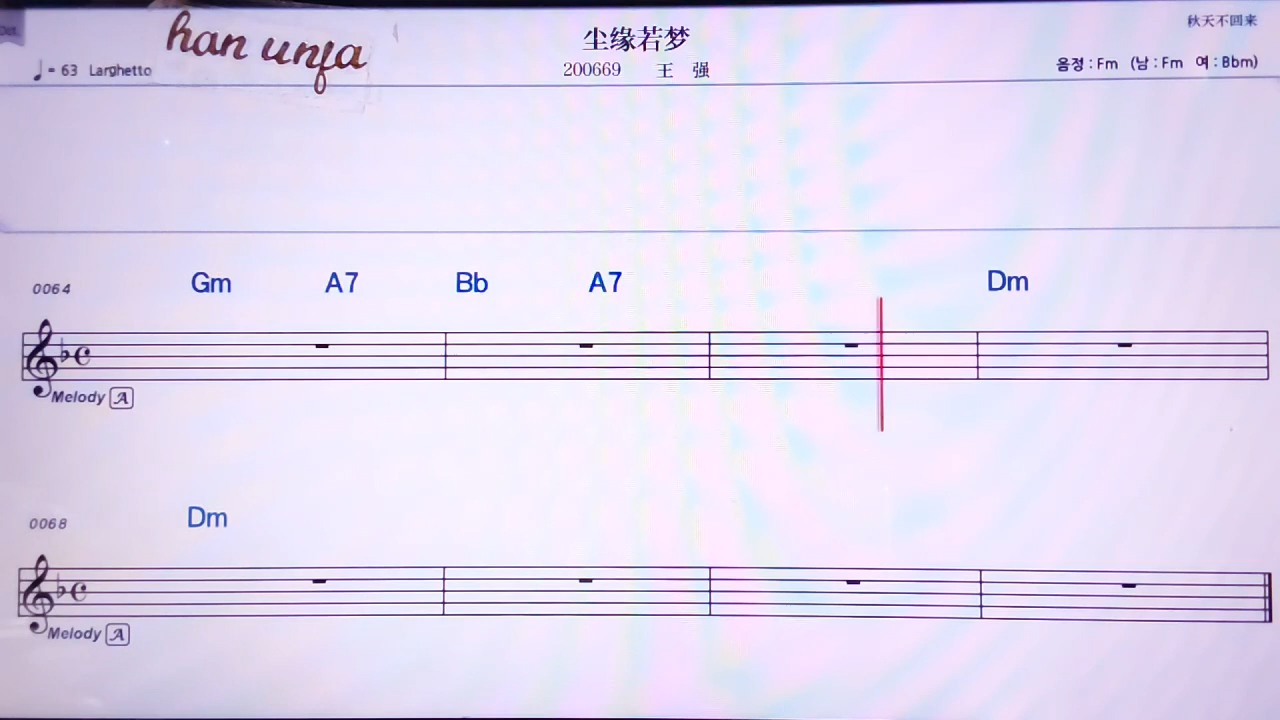 han unfa
尘缘若梦
秋天不回来
♩= 63 Larghetto
200669 王 强
음정 : Fm (남 : Fm 여 : Bbm)
0064 Gm A7 Bb A7 Dm
Melody A
0068 Dm
Melody A